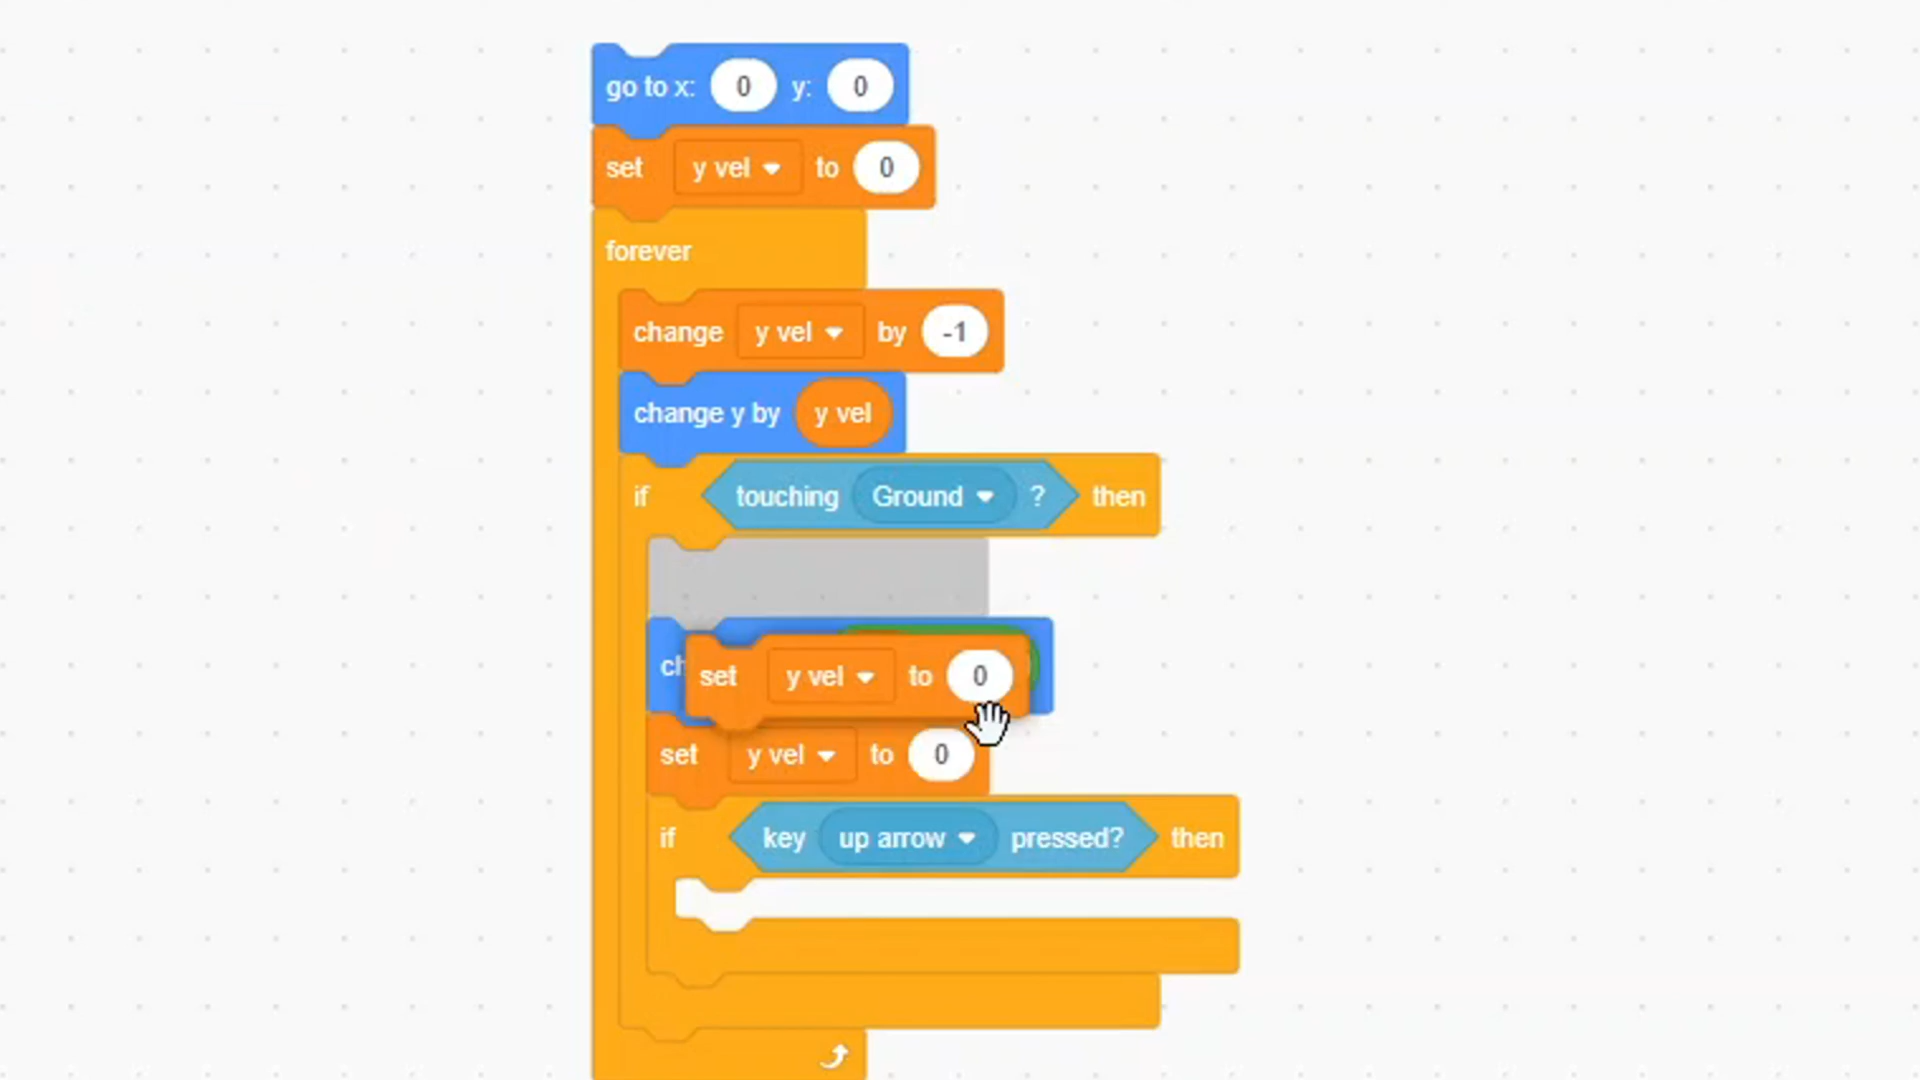 go to x: 0 y: 0
set y vel to 0
forever
change y vel by -1
change y by y vel
if touching Ground ? then
set y vel to 0
set y vel to 0
if key up arrow pressed? then